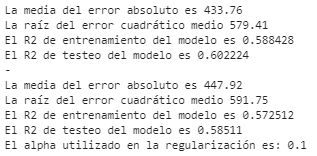 La media del error absoluto es 433.76
La raíz del error cuadrático medio 579.41
El R2 de entrenamiento del modelo es 0.588428
El R2 de testeo del modelo es 0.602224
-
La media del error absoluto es 447.92
La raíz del error cuadrático medio es 591.75
El R2 de entrenamiento del modelo es 0.572512
El R2 de testeo del modelo es 0.58511
El alpha utilizado en la regularización es: 0.1